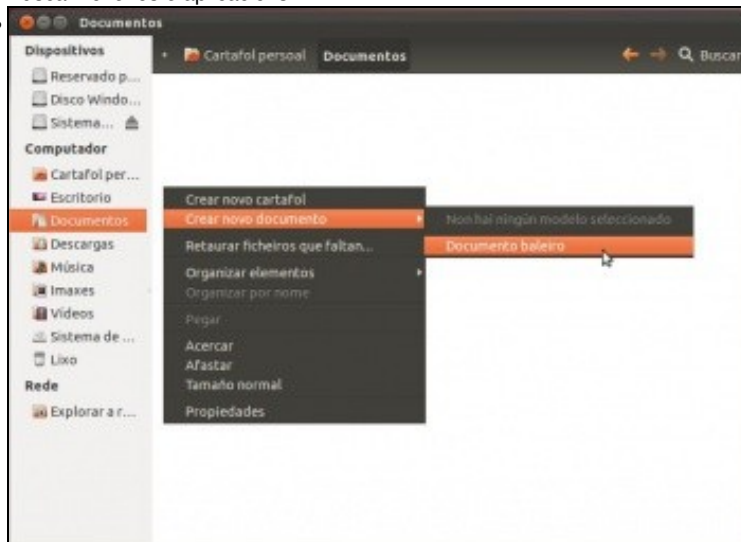 Documentos
Dispositivos
Cartafol persoal Documentos
Buscar
Reservado p...
Disco Windo...
Sistema...
Computador
Cartafol per...
Escritorio
Documentos
Descargas
Música
Imaxes
Vídeos
Sistema de ...
Lixo
Rede
Explorar a r...
Crear novo cartafol
Crear novo documento
Retaurar ficheiros que faltan...
Organizar elementos
Organizar por nome
Pegar
Acercar
Afastar
Tamaño normal
Propiedades
Non hai ningún modelo seleccionado
Documento baleiro